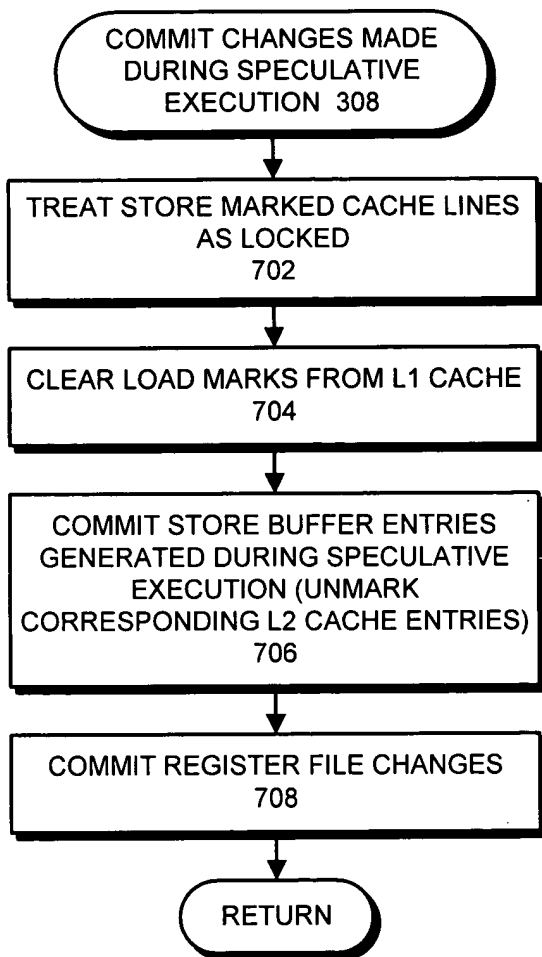 COMMIT CHANGES MADE
DURING SPECULATIVE
EXECUTION 308
TREAT STORE MARKED CACHE LINES
AS LOCKED
702
CLEAR LOAD MARKS FROM L1 CACHE
704
COMMIT STORE BUFFER ENTRIES
GENERATED DURING SPECULATIVE
EXECUTION (UNMARK
CORRESPONDING L2 CACHE ENTRIES)
706
COMMIT REGISTER FILE CHANGES
708
RETURN